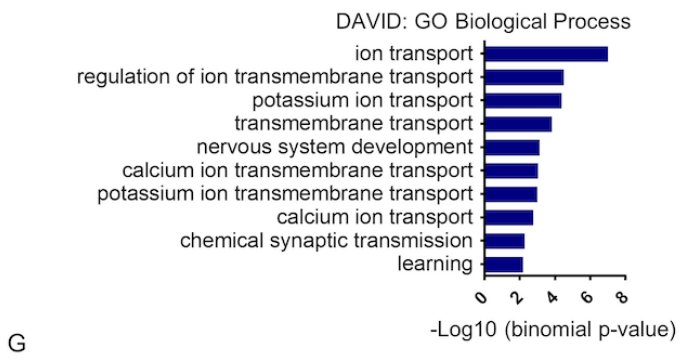 DAVID: GO Biological Process
ion transport
regulation of ion transmembrane transport
potassium ion transport
transmembrane transport
nervous system development
calcium ion transmembrane transport
potassium ion transmembrane transport
calcium ion transport
chemical synaptic transmission
learning
0 2 4 6 8
-Log10 (binomial p-value)
G